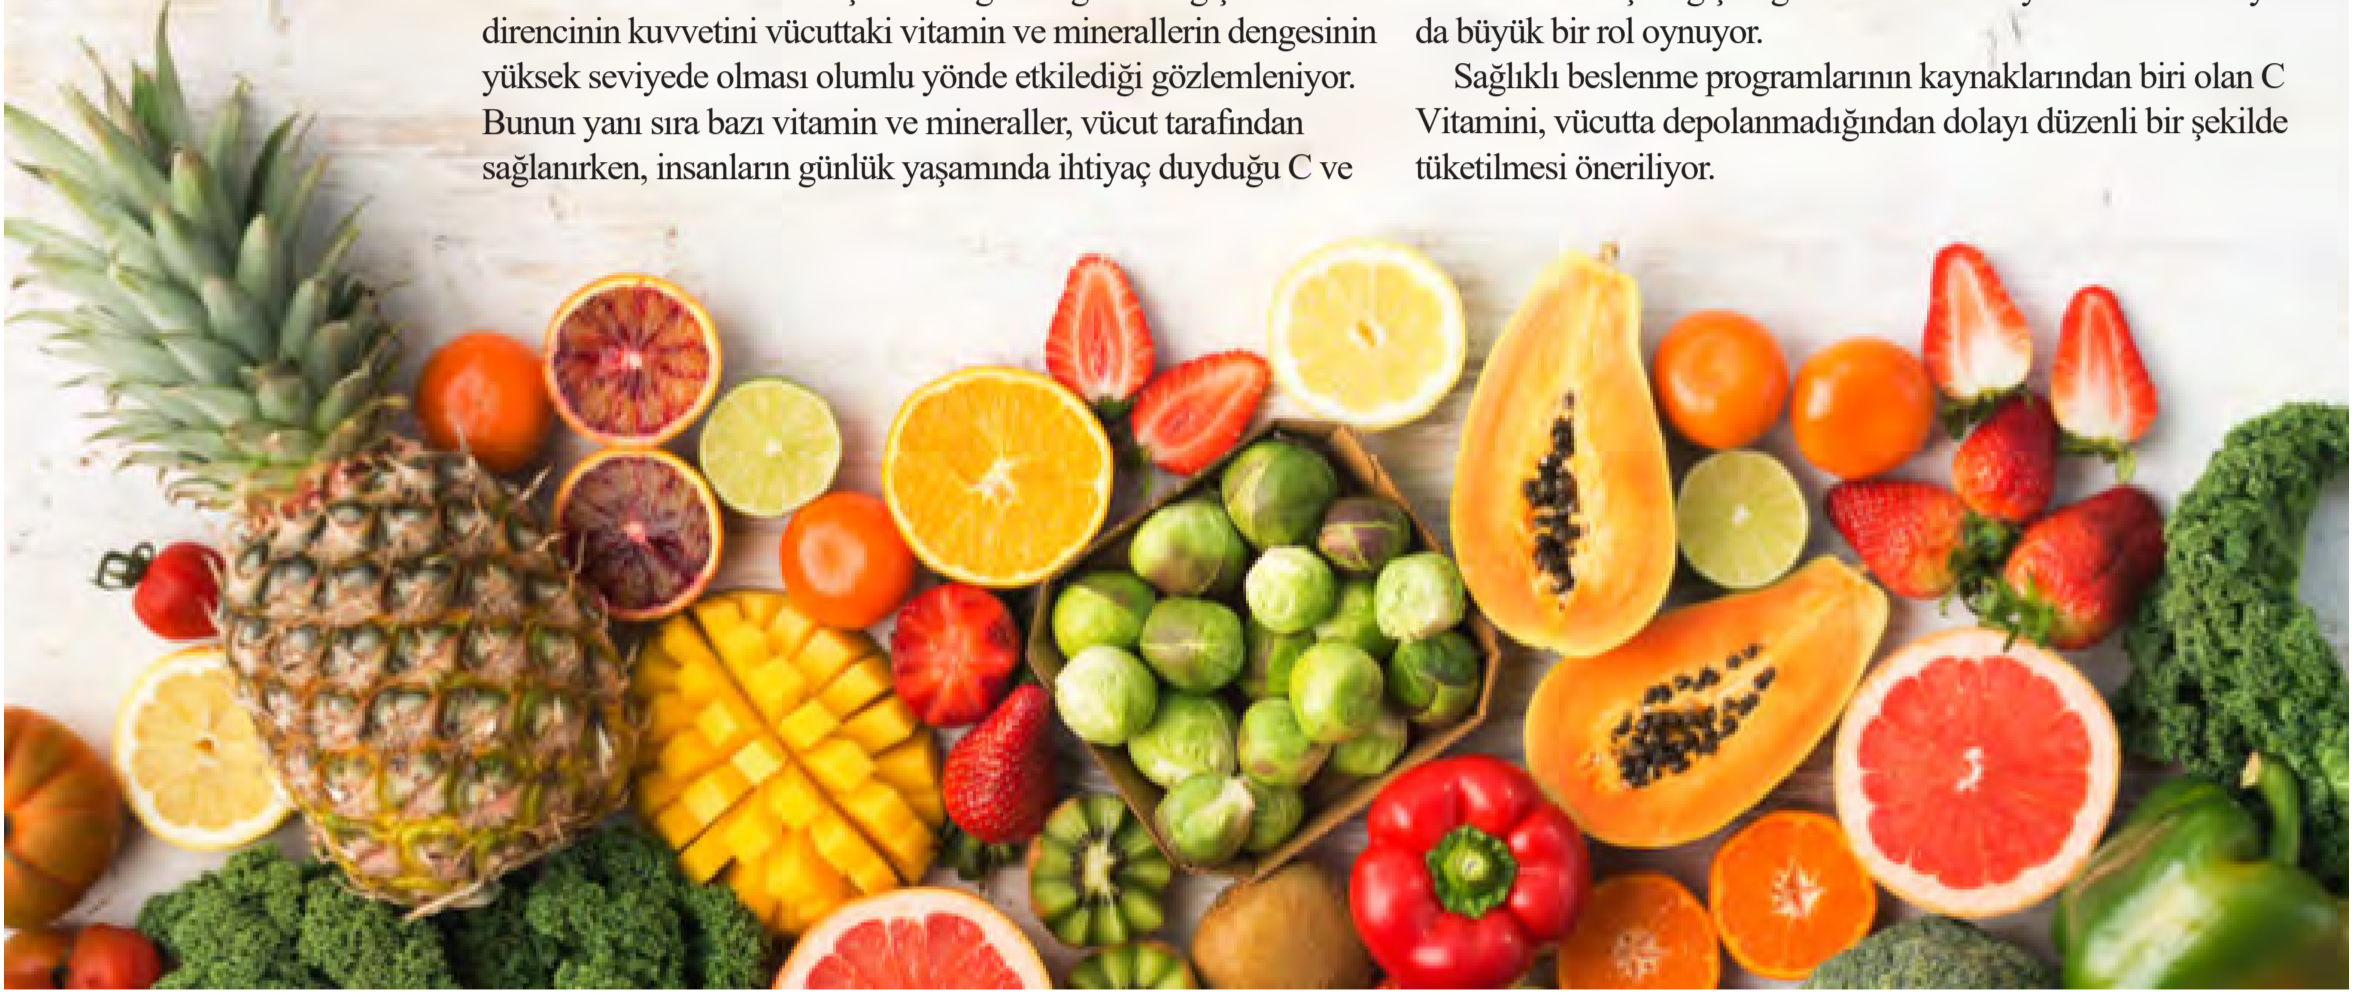 direncinin kuvvetini vücuttaki vitamin ve minerallerin dengesinin
yüksek seviyede olması olumlu yönde etkilediği gözlemleniyor.
Bunun yanı sıra bazı vitamin ve mineraller, vücut tarafından
sağlanırken, insanların günlük yaşamında ihtiyaç duyduğu C ve
da büyük bir rol oynuyor.
Sağlıklı beslenme programlarının kaynaklarından biri olan C
Vitamini, vücutta depolanmadığından dolayı düzenli bir şekilde
tüketilmesi öneriliyor.